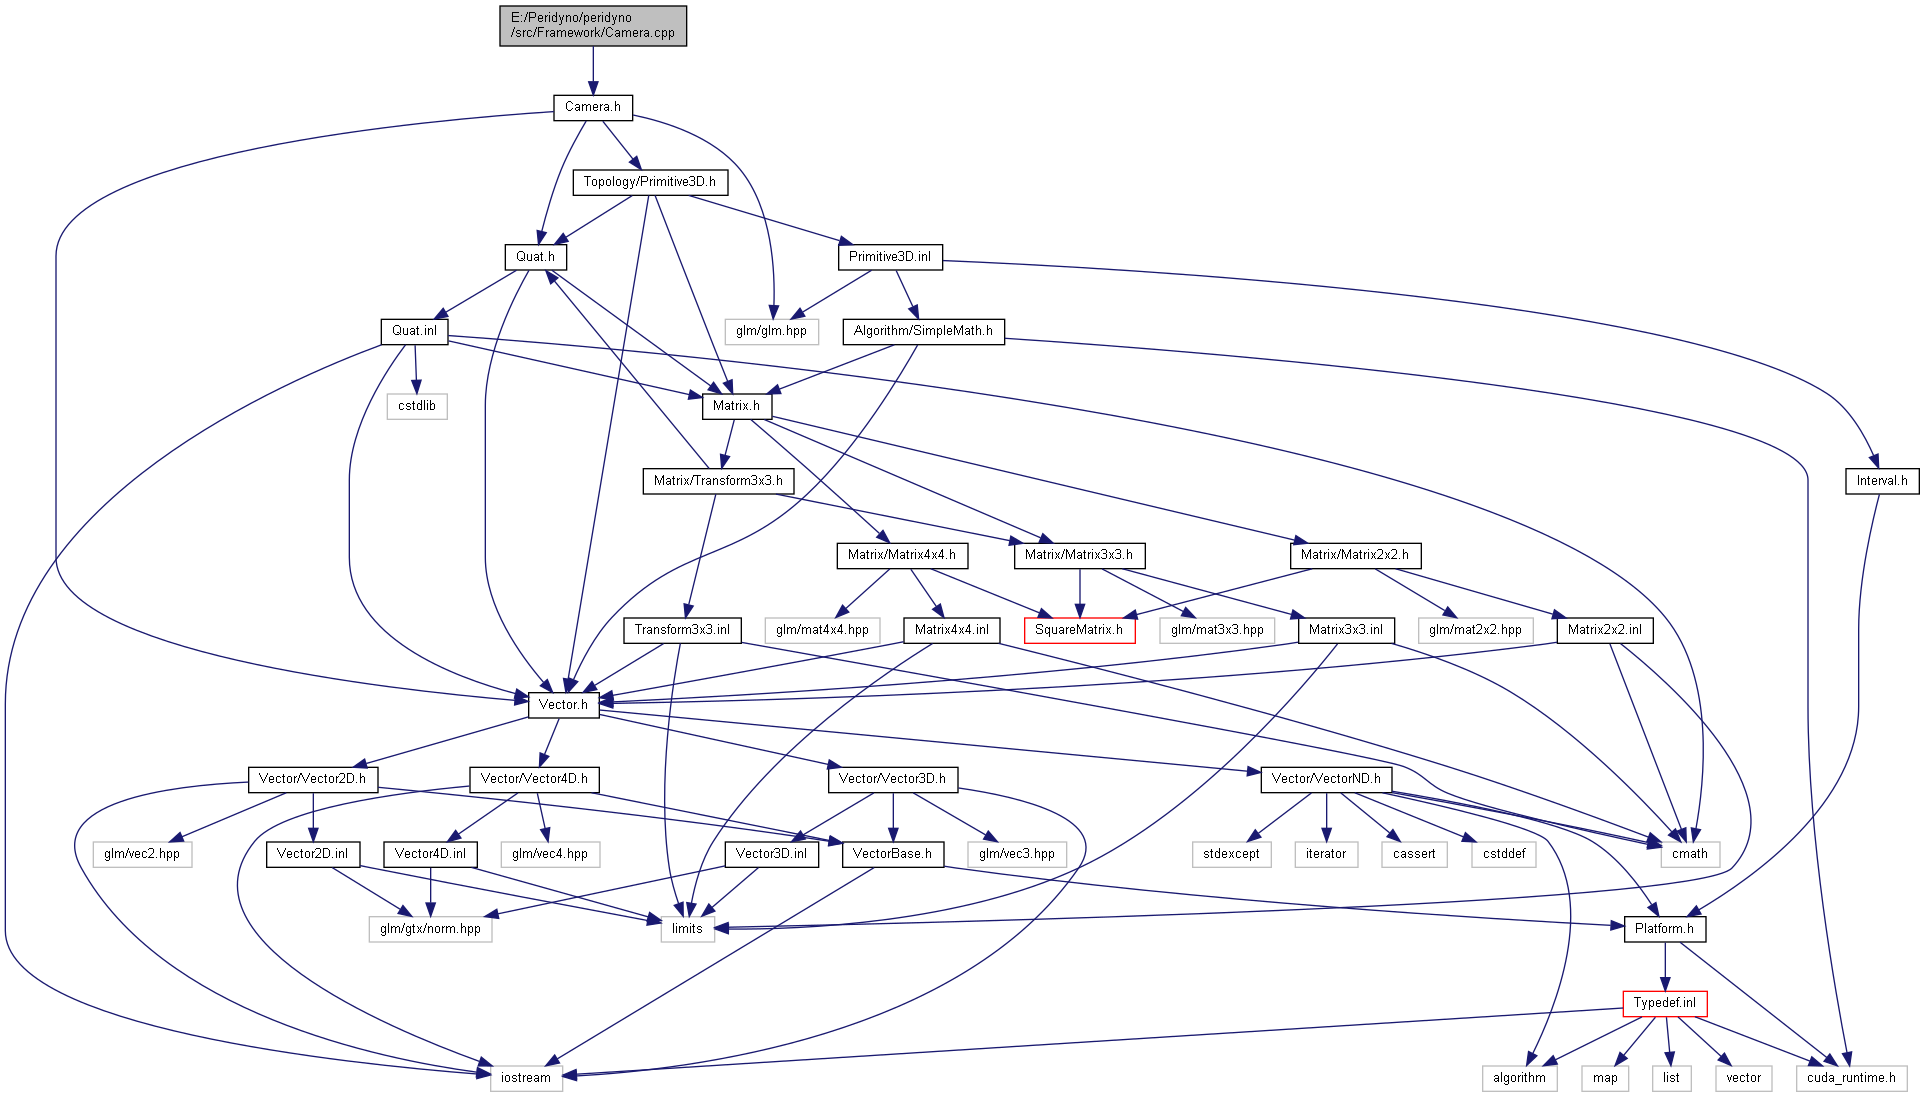 E:/Peridyno/peridyno
/src/Framework/Camera.cpp
Camera.h
Topology/Primitive3D.h
Quat.h
Primitive3D.inl
Quat.inl
glm/glm.hpp
Algorithm/SimpleMath.h
cstdlib
Matrix.h
Matrix/Transform3x3.h
Interval.h
Matrix/Matrix4x4.h
Matrix/Matrix3x3.h
Matrix/Matrix2x2.h
Transform3x3.inl
glm/mat4x4.hpp
Matrix4x4.inl
SquareMatrix.h
glm/mat3x3.hpp
Matrix3x3.inl
glm/mat2x2.hpp
Matrix2x2.inl
Vector.h
Vector/Vector2D.h
Vector/Vector4D.h
Vector/Vector3D.h
Vector/VectorND.h
glm/vec2.hpp
Vector2D.inl
Vector4D.inl
glm/vec4.hpp
Vector3D.inl
VectorBase.h
glm/vec3.hpp
stdexcept
iterator
cassert
cstddef
cmath
glm/gtx/norm.hpp
limits
Platform.h
Typedef.inl
iostream
algorithm
map
list
vector
cuda_runtime.h